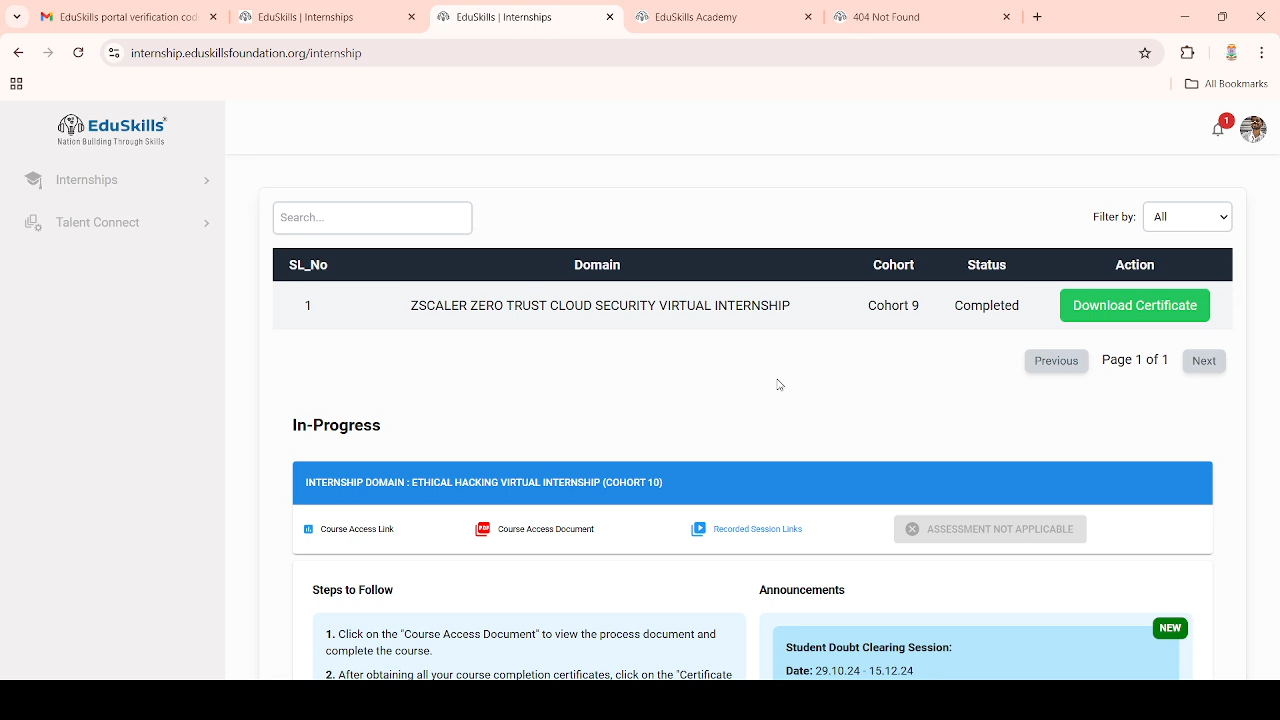 EduSkills portal verification cod
EduSkills | Internships
EduSkills | Internships
EduSkills Academy
404 Not Found
internship.eduskillsfoundation.org/internship
All Bookmarks
EduSkills
Nation Building Through Skills
1
Internships
Talent Connect
Search...
Filter by: All
SL_No Domain Cohort Status Action
1 ZSCALER ZERO TRUST CLOUD SECURITY VIRTUAL INTERNSHIP Cohort 9 Completed Download Certificate
Previous Page 1 of 1 Next
In-Progress
INTERNSHIP DOMAIN : ETHICAL HACKING VIRTUAL INTERNSHIP (COHORT 10)
Course Access Link PDF Course Access Document Recorded Session Links ASSESSMENT NOT APPLICABLE
Steps to Follow
1. Click on the "Course Access Document" to view the process document and
complete the course.
2. After obtaining all your course completion certificates, click on the "Certificate
Announcements
NEW
Student Doubt Clearing Session:
Date: 29.10.24 - 15.12.24